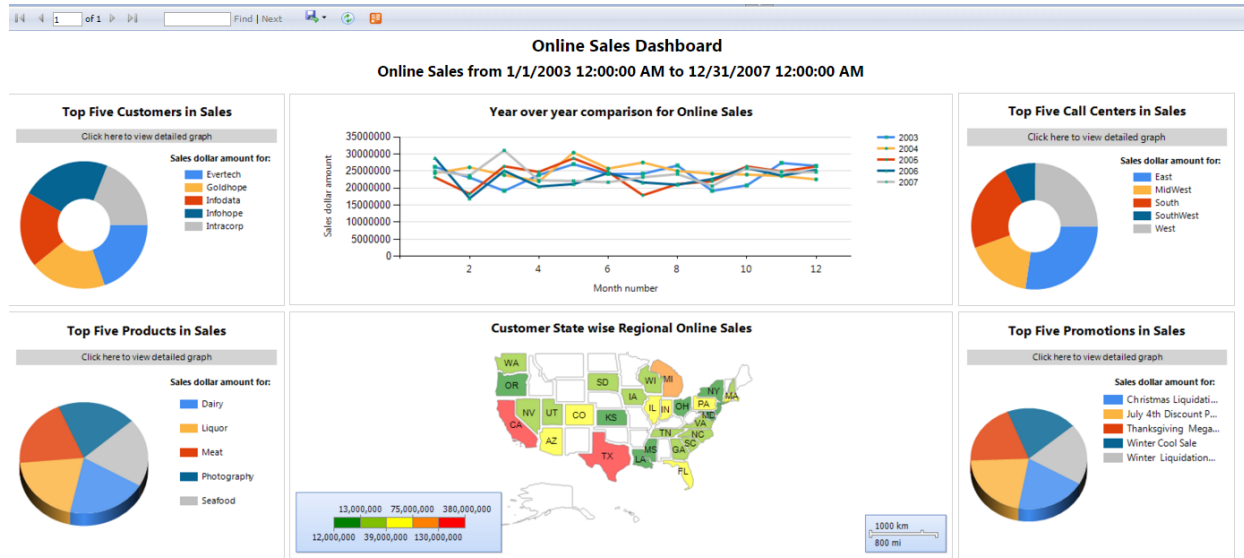 1 of 1 Find | Next
Online Sales Dashboard
Online Sales from 1/1/2003 12:00:00 AM to 12/31/2007 12:00:00 AM
Top Five Customers in Sales
Click here to view detailed graph
Sales dollar amount for:
Evertech
Goldhope
Infodata
Infohope
Intracorp
Year over year comparison for Online Sales
Sales dollar amount
35000000
30000000
25000000
20000000
15000000
10000000
5000000
0
2 4 6 8 10 12
Month number
2003
2004
2005
2006
2007
Top Five Call Centers in Sales
Click here to view detailed graph
Sales dollar amount for:
East
MidWest
South
SouthWest
West
Top Five Products in Sales
Click here to view detailed graph
Sales dollar amount for:
Dairy
Liquor
Meat
Photography
Seafood
Customer State wise Regional Online Sales
WA
OR
SD
WI
MI
NY
MA
IA
NV
UT
CO
KS
IL
IN
OH
PA
MD
VA
CA
AZ
TN
NC
SC
TX
MS
GA
LA
FL
13,000,000 75,000,000 380,000,000
12,000,000 39,000,000 130,000,000
1000 km
800 mi
Top Five Promotions in Sales
Click here to view detailed graph
Sales dollar amount for:
Christmas Liquidati...
July 4th Discount P...
Thanksgiving Mega...
Winter Cool Sale
Winter Liquidation...